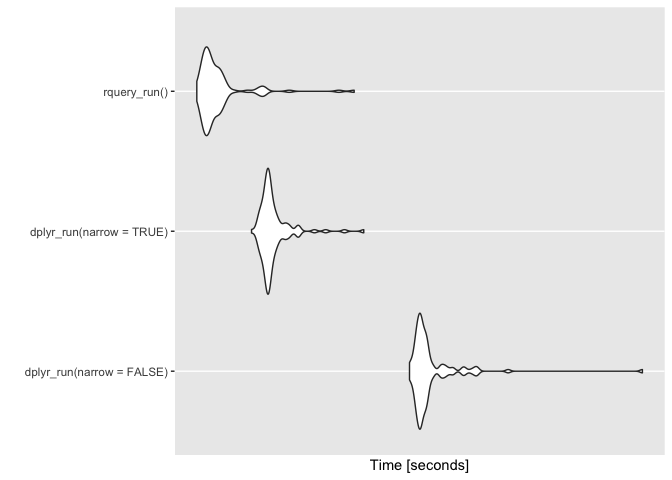 rquery_run()
dplyr_run(narrow = TRUE)
dplyr_run(narrow = FALSE)
Time [seconds]